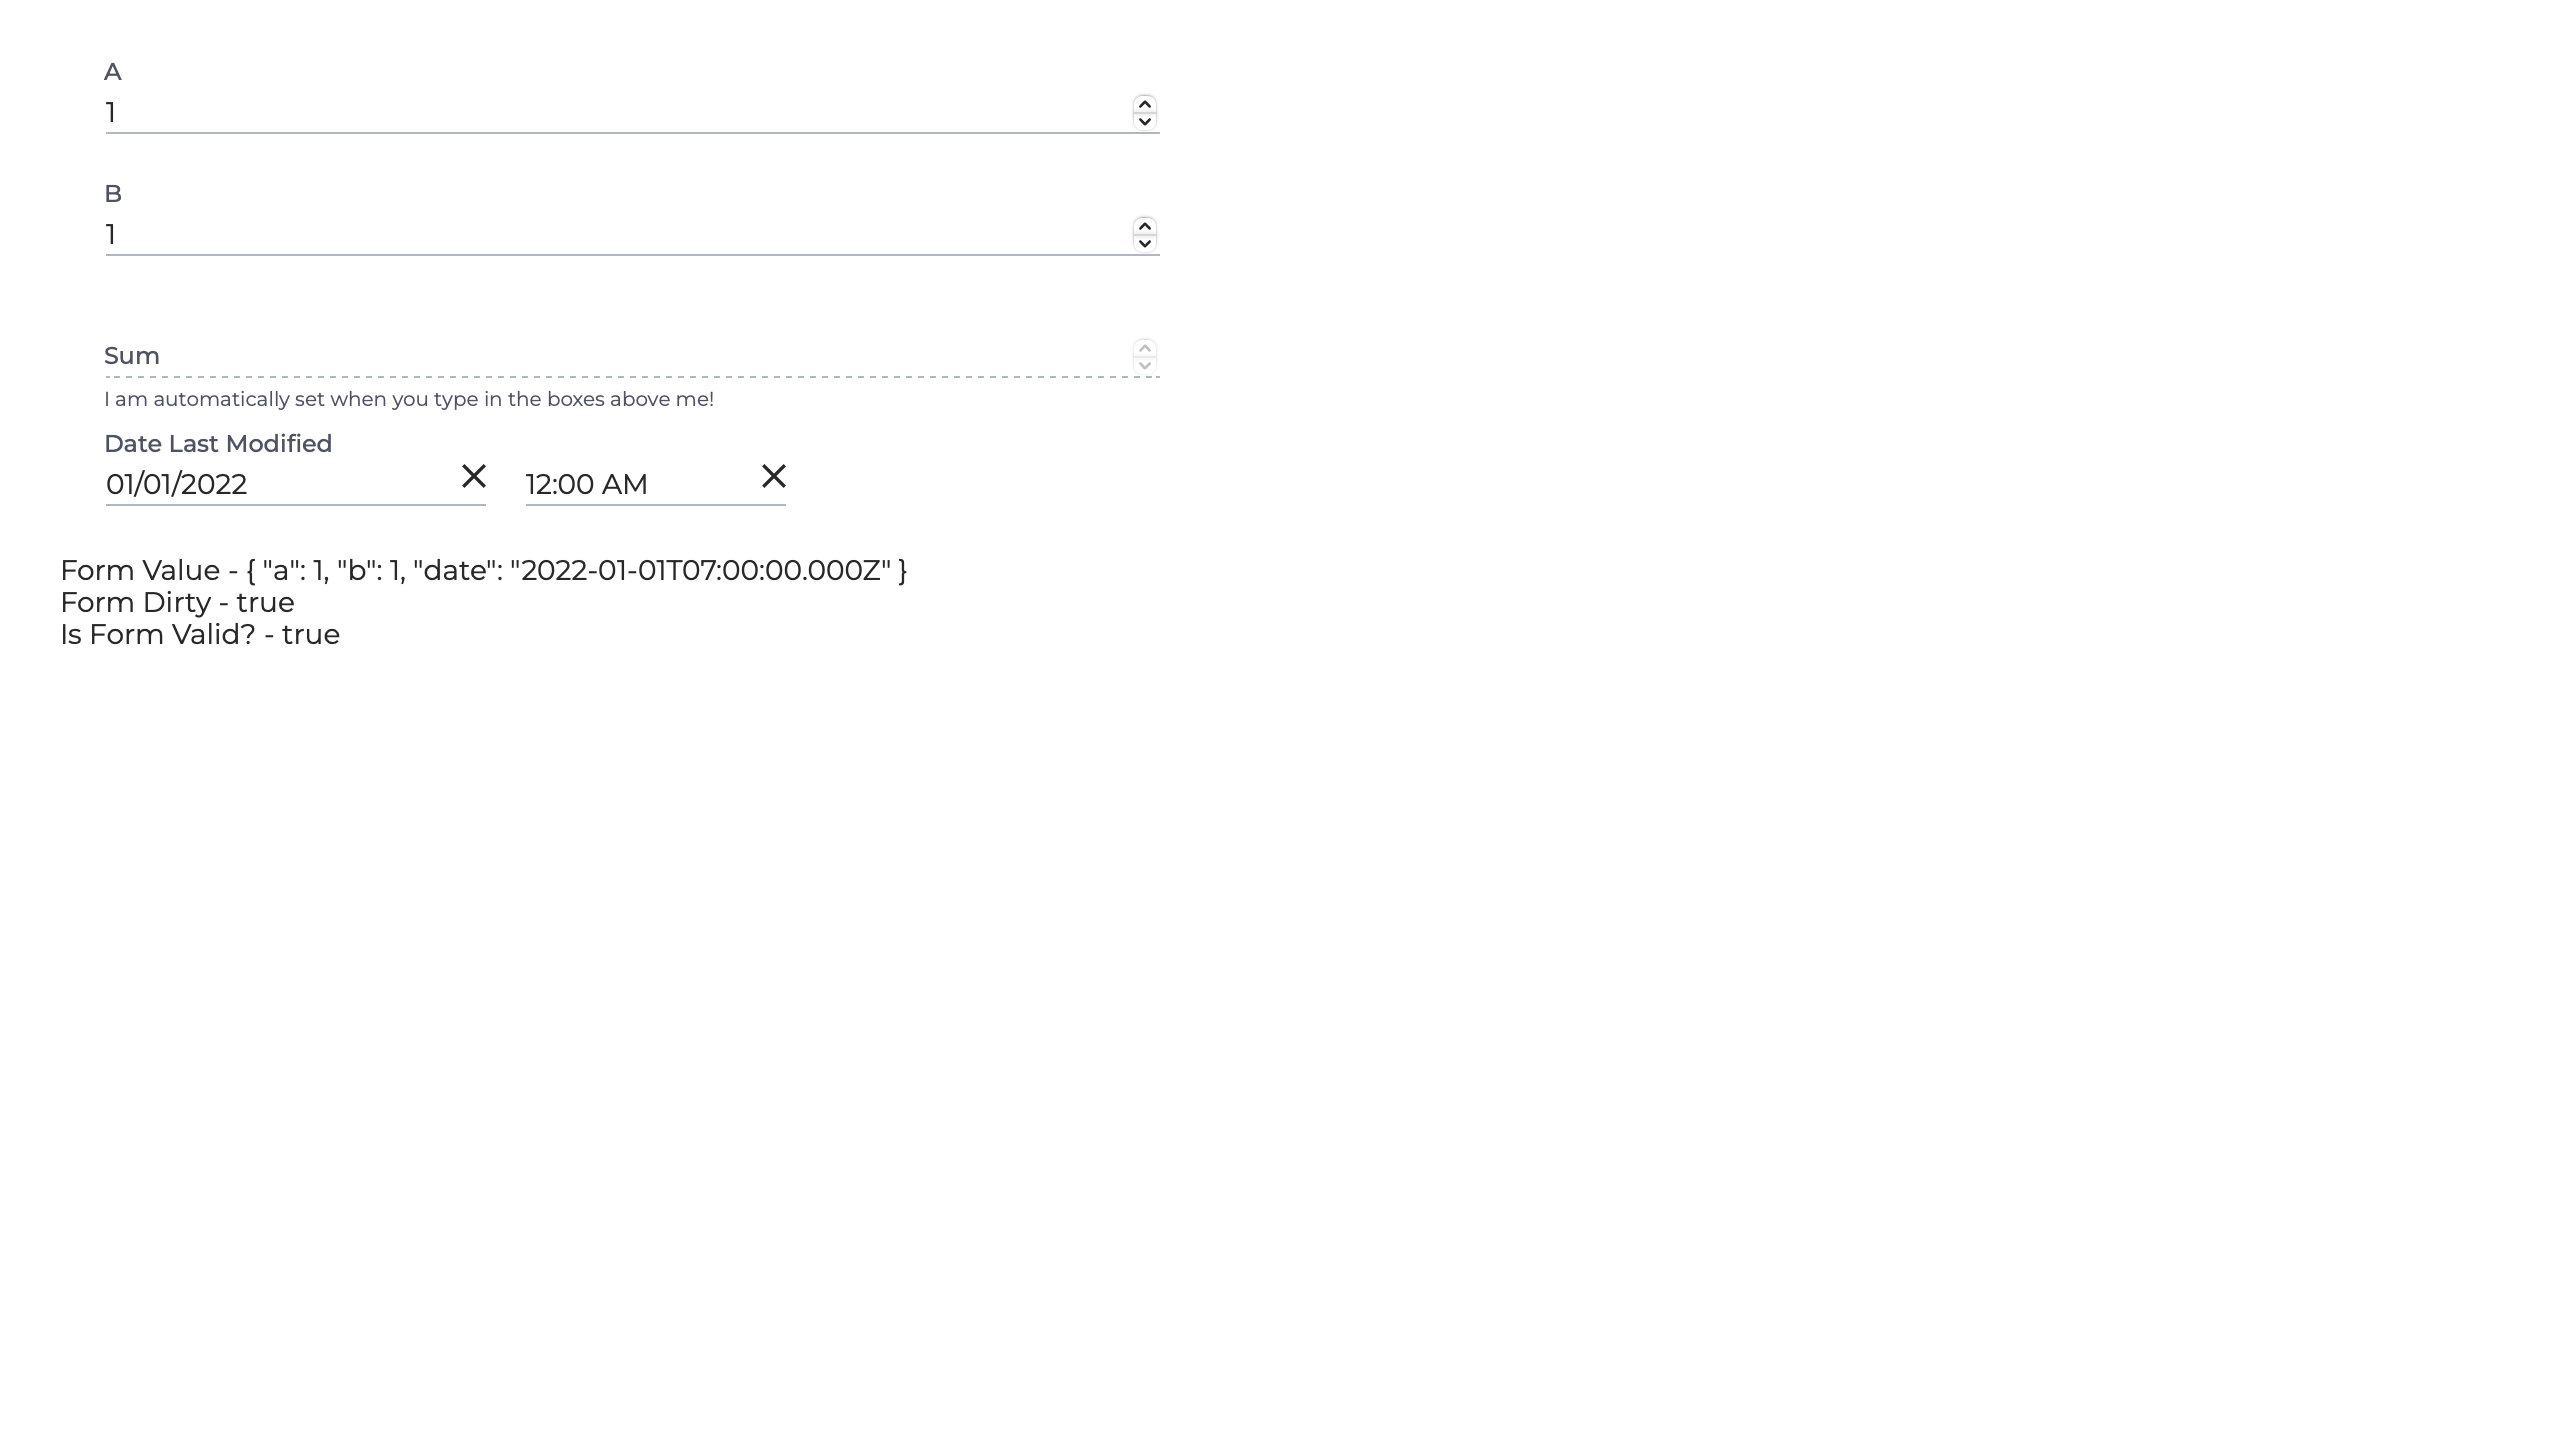 A
1
B
1
Sum
I am automatically set when you type in the boxes above me!
Date Last Modified
01/01/2022 12:00 AM
Form Value - { "a": 1, "b": 1, "date": "2022-01-01T07:00:00.000Z" }
Form Dirty - true
Is Form Valid? - true